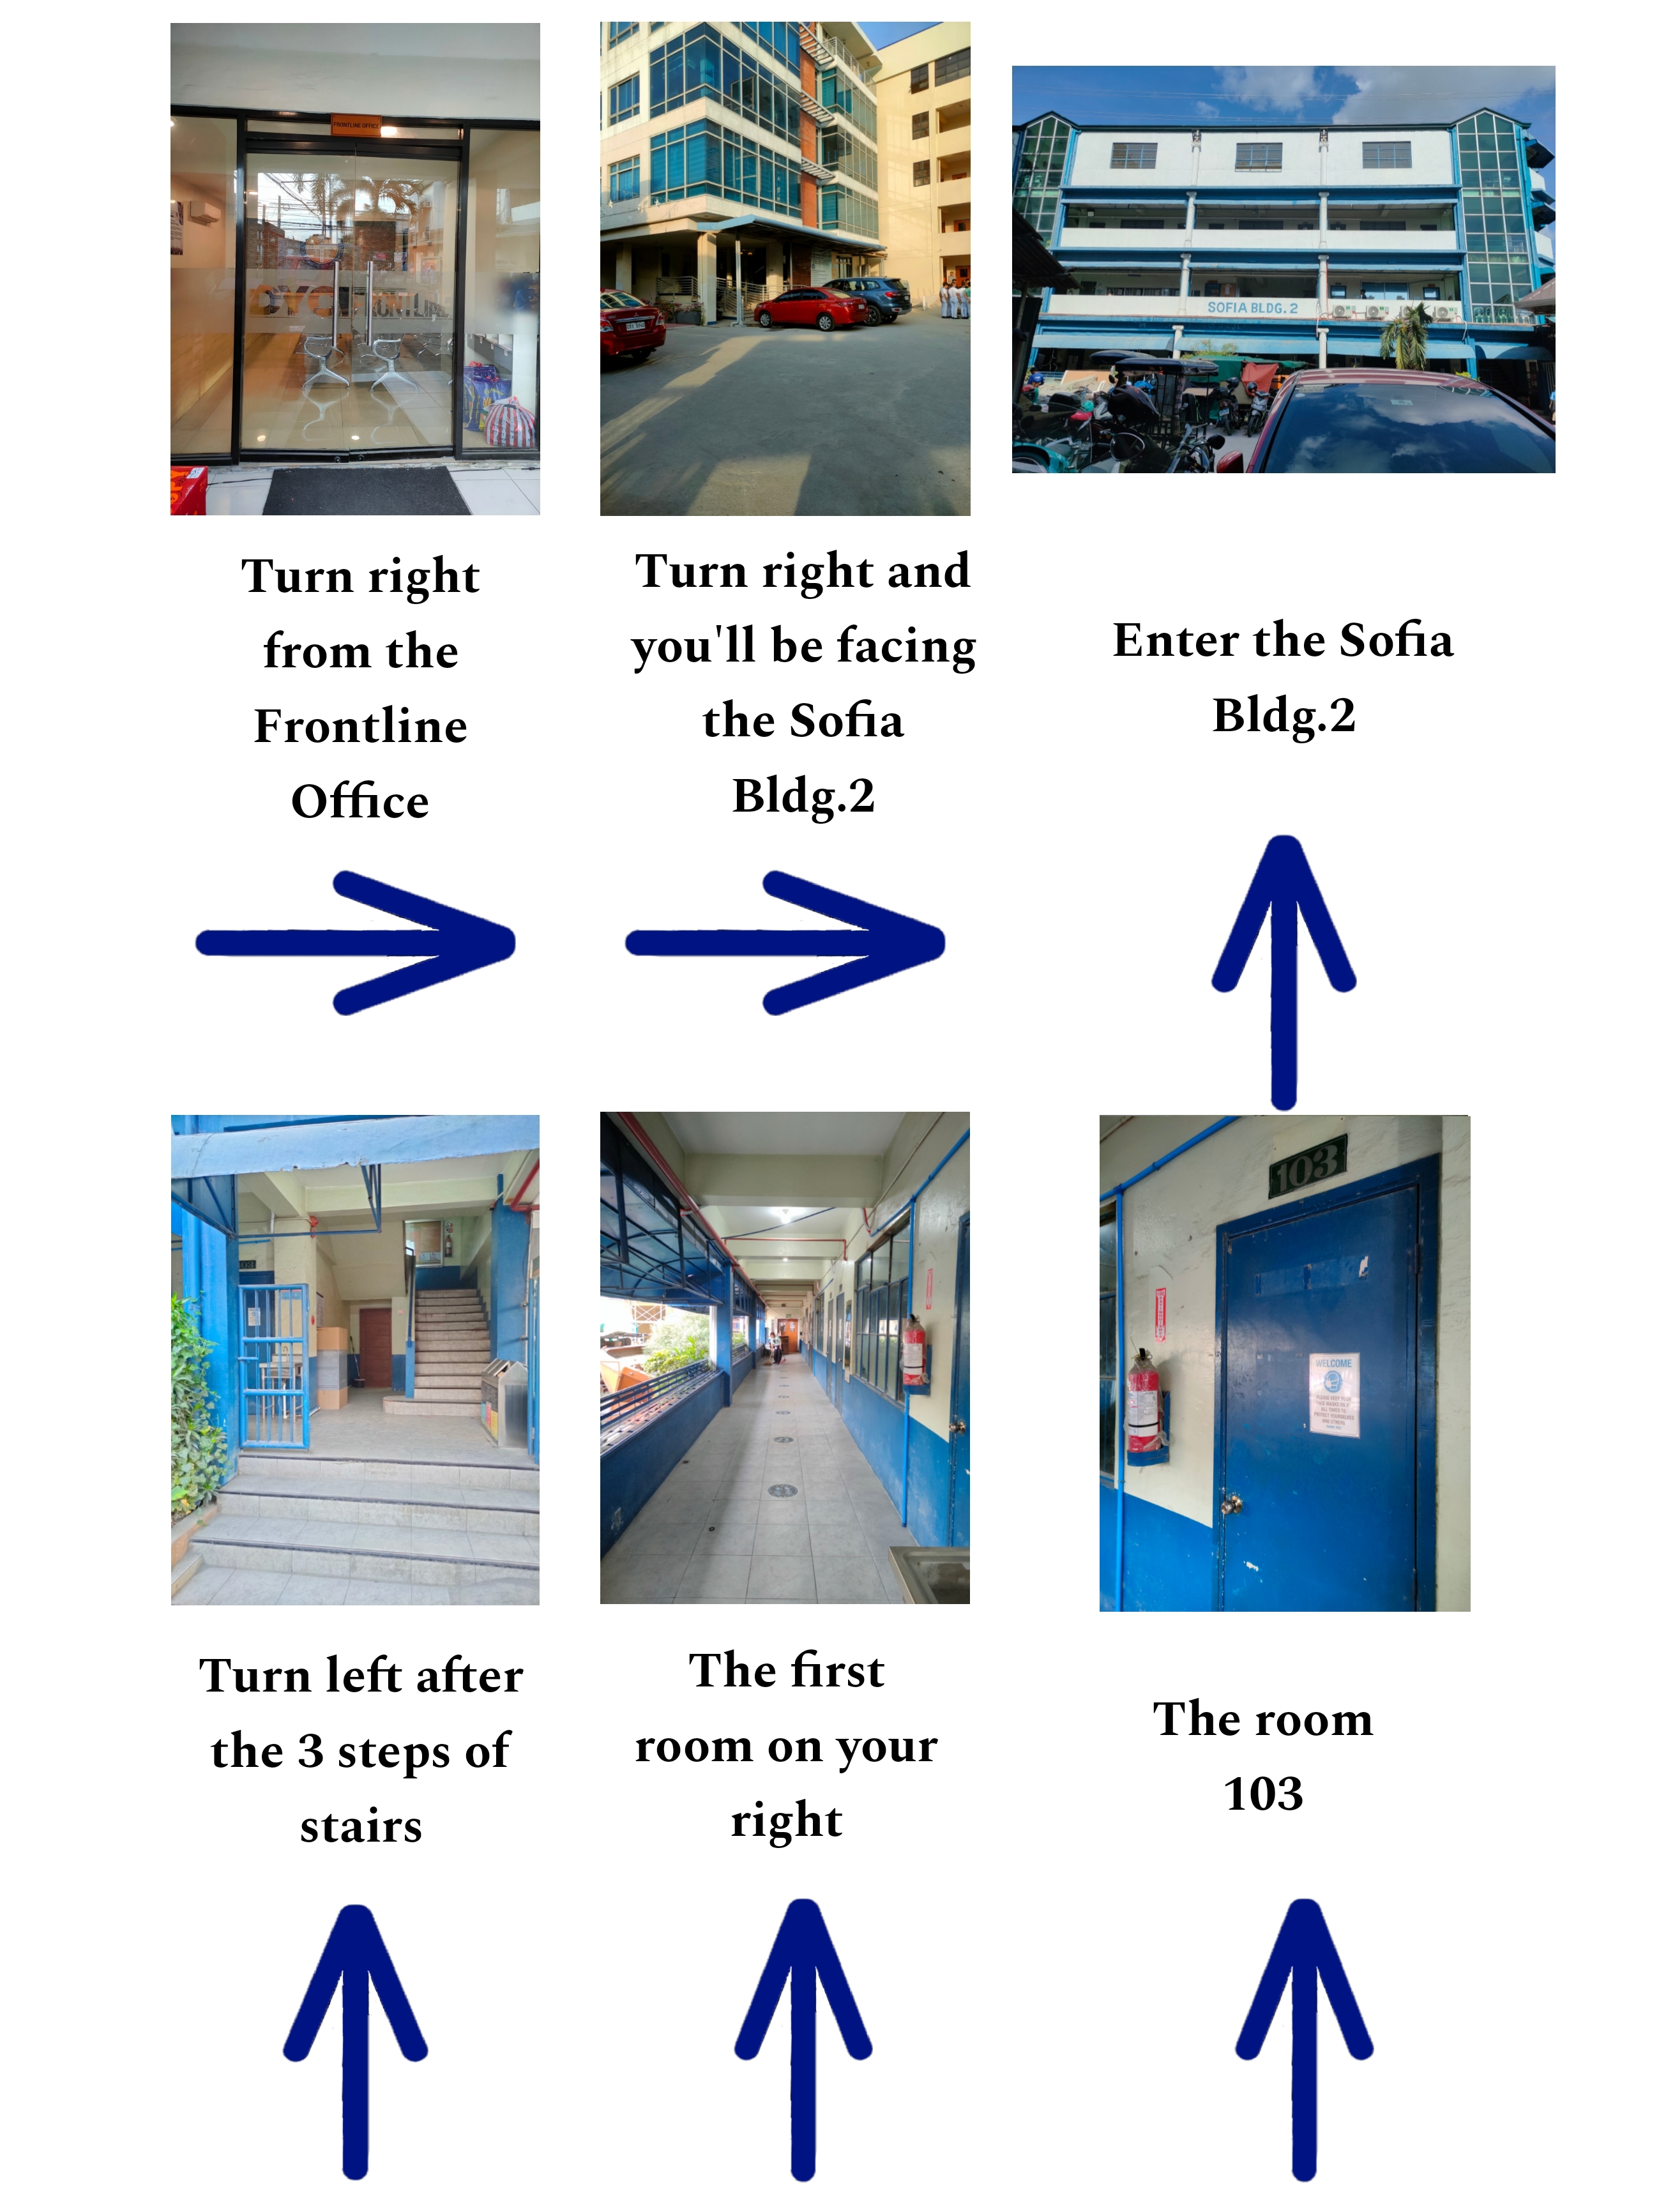 FRONTLINE OFFICE
SOFIA BLDG. 2
Turn right
from the
Frontline
Office
Turn right and
you'll be facing
the Sofia
Bldg.2
Enter the Sofia
Bldg.2
103
WELCOME
Turn left after
the 3 steps of
stairs
The first
room on your
right
The room
103